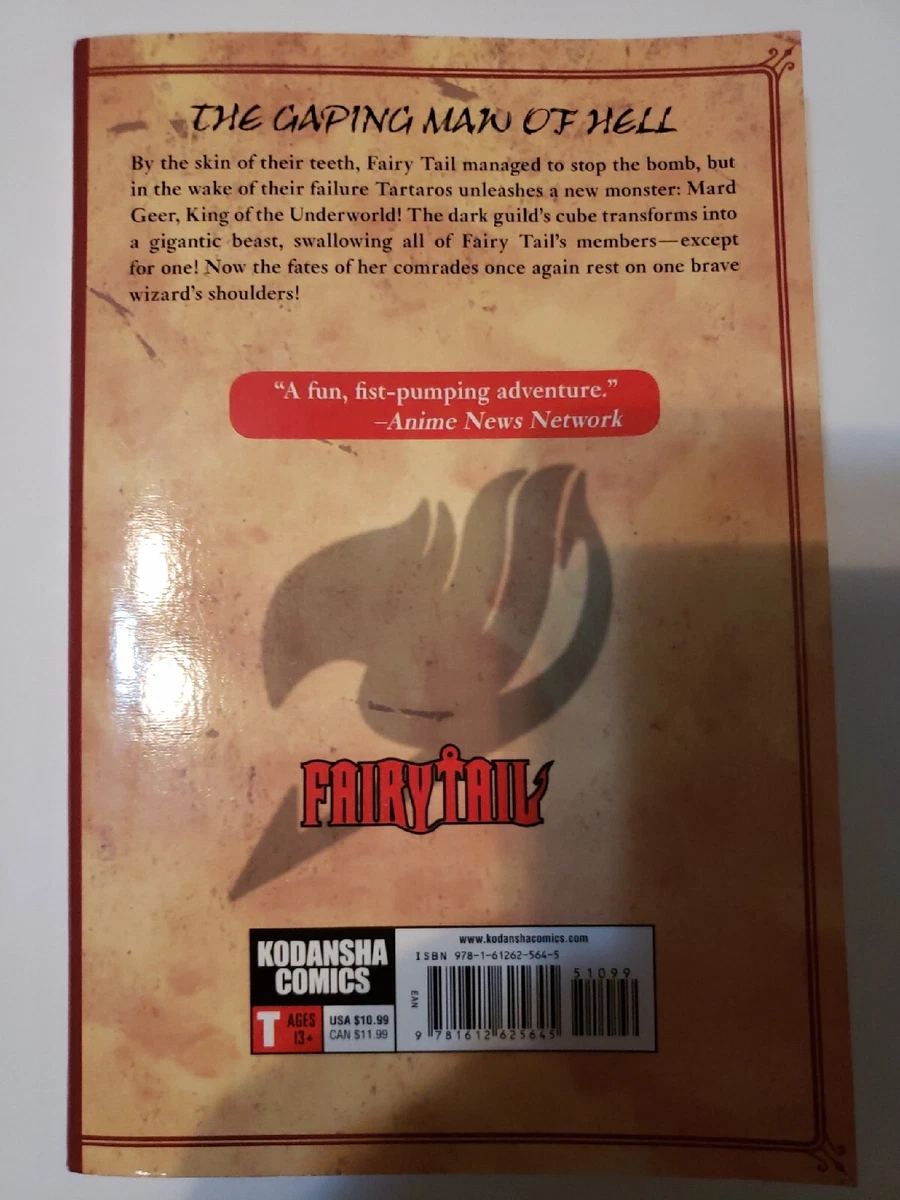 THE GAPING MAW OF HELL
By the skin of their teeth, Fairy Tail managed to stop the bomb, but
in the wake of their failure Tartaros unleashes a new monster: Mard
Geer, King of the Underworld! The dark guild's cube transforms into
a gigantic beast, swallowing all of Fairy Tail's members—except
for one! Now the fates of her comrades once again rest on one brave
wizard's shoulders!
"A fun, fist-pumping adventure."
–Anime News Network
FAIRY TAIL
KODANSHA
COMICS
T AGES
13+
USA $10.99
CAN $11.99
www.kodanshacomics.com
ISBN 978-1-61262-564-5
51099
EAN
9 781612 625645